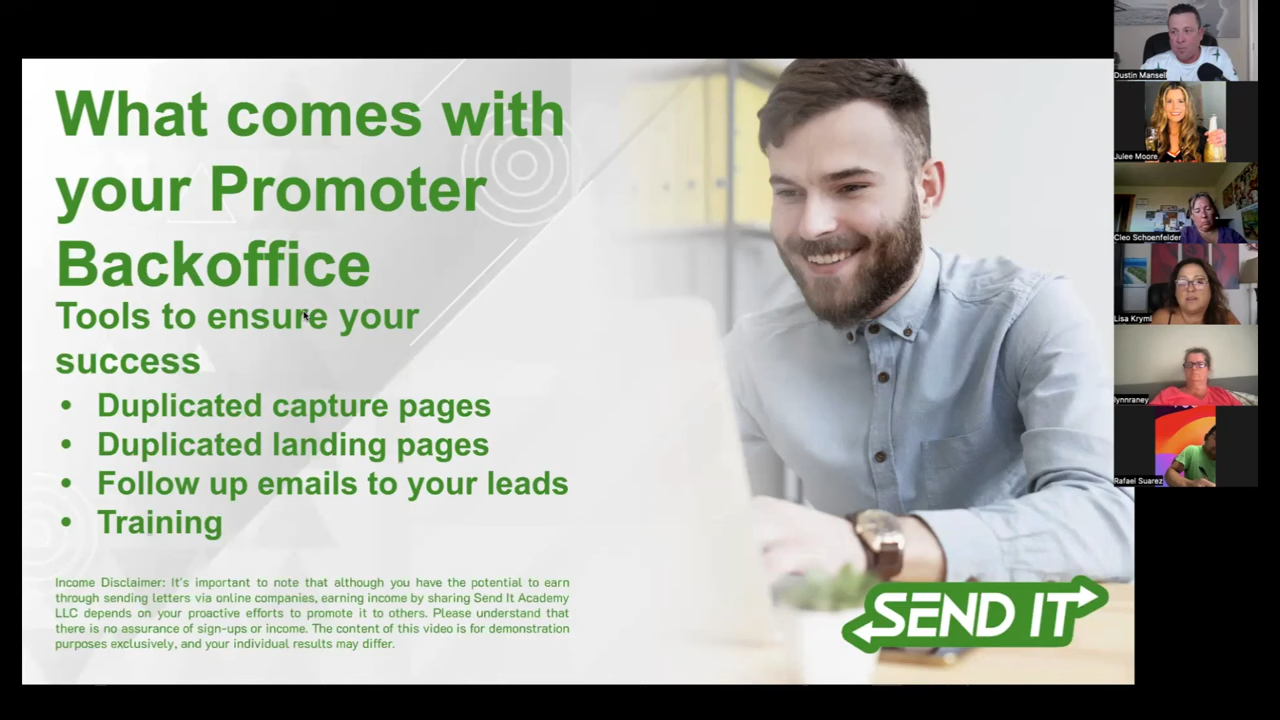 What comes with
your Promoter
Backoffice
Tools to ensure your
success
• Duplicated capture pages
• Duplicated landing pages
• Follow up emails to your leads
• Training
Income Disclaimer: It's important to note that although you have the potential to earn
through sending letters via online companies, earning income by sharing Send It Academy
LLC depends on your proactive efforts to promote it to others. Please understand that
there is no assurance of sign-ups or income. The content of this video is for demonstration
purposes exclusively, and your individual results may differ.
SEND IT
Dustin Mansell
Julee Moore
Cleo Schoenfelder
Lisa Kryml
lynnraney
Rafael Suarez